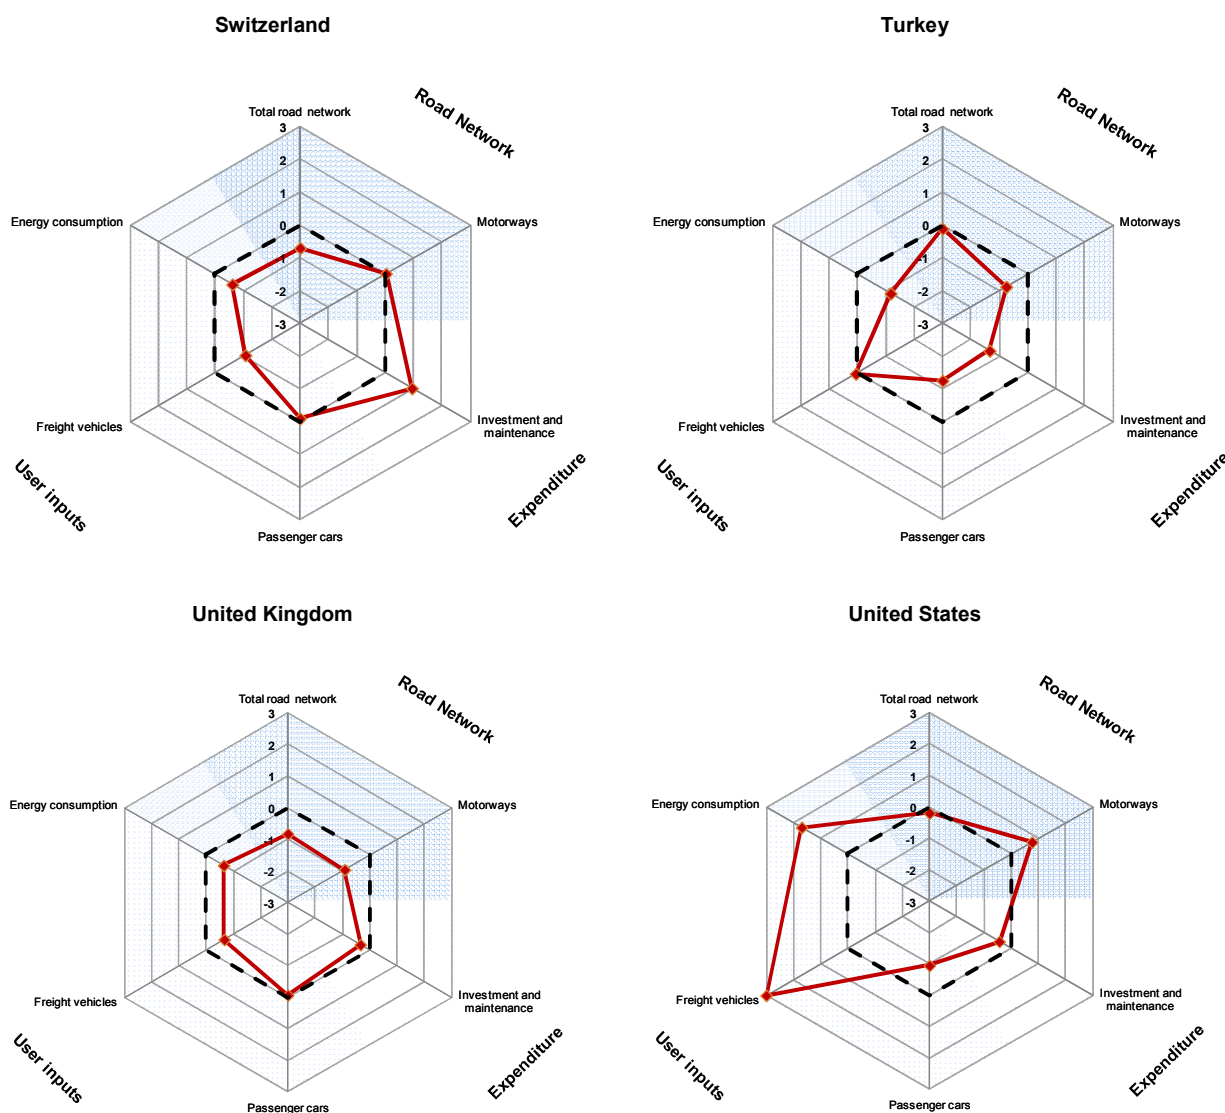 Switzerland
Total road network
Road Network
3
2
1
0
-1
-2
-3
Energy consumption
Motorways
Freight vehicles
Investment and
maintenance
User inputs
Expenditure
Passenger cars
Turkey
Total road network
Road Network
3
2
1
0
-1
-2
-3
Energy consumption
Motorways
Freight vehicles
Investment and
maintenance
User inputs
Expenditure
Passenger cars
United Kingdom
Total road network
Road Network
3
2
1
0
-1
-2
-3
Energy consumption
Motorways
Freight vehicles
Investment and
maintenance
User inputs
Expenditure
Passenger cars
United States
Total road network
Road Network
3
2
1
0
-1
-2
-3
Energy consumption
Motorways
Freight vehicles
Investment and
maintenance
User inputs
Expenditure
Passenger cars